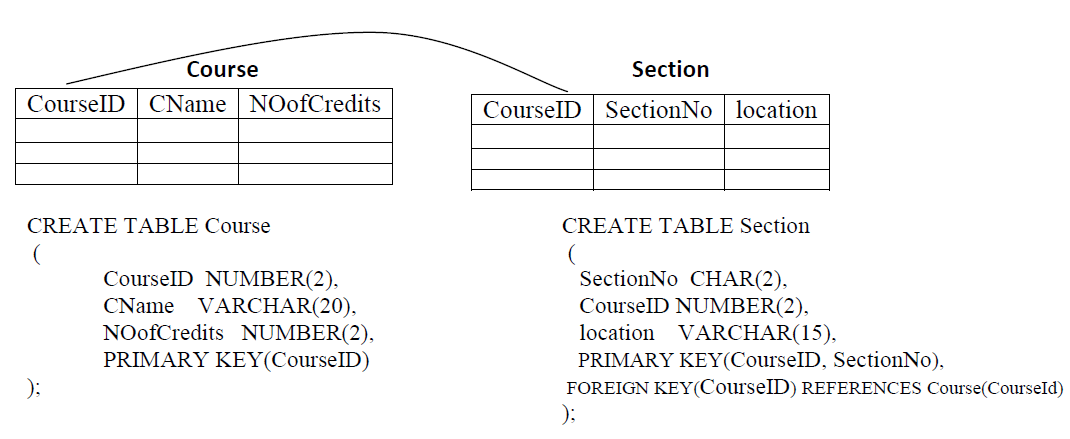 Course
CourseID CName NOofCredits
CREATE TABLE Course
(
CourseID NUMBER(2),
CName VARCHAR(20),
NOofCredits NUMBER(2),
PRIMARY KEY(CourseID)
);
Section
CourseID SectionNo location
CREATE TABLE Section
(
SectionNo CHAR(2),
CourseID NUMBER(2),
location VARCHAR(15),
PRIMARY KEY(CourseID, SectionNo),
FOREIGN KEY(CourseID) REFERENCES Course(CourseId)
);